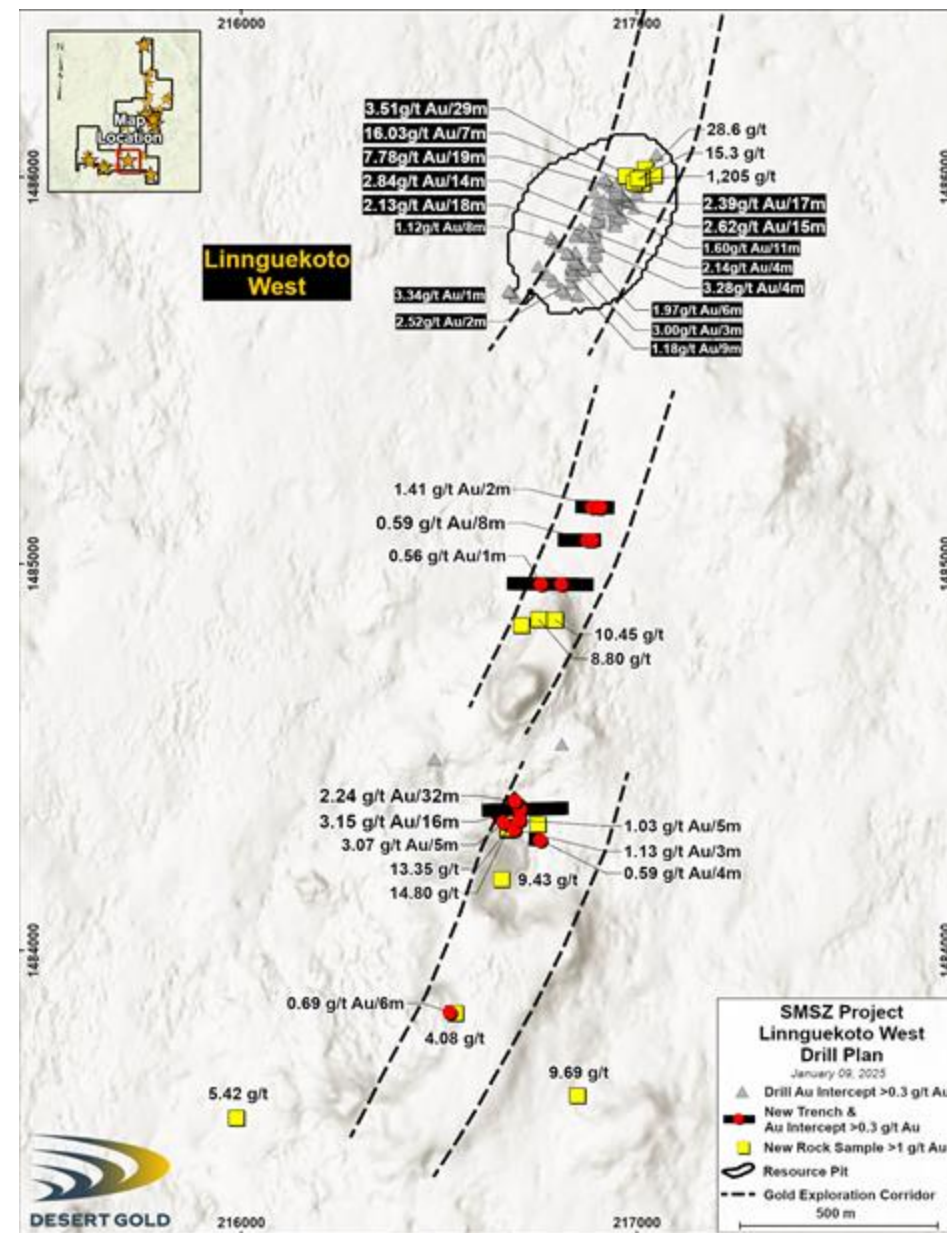 216000
217000
N
Map
Location
3.51g/t Au/29m
16.03g/t Au/7m
7.78g/t Au/19m
2.84g/t Au/14m
2.13g/t Au/18m
1.12g/t Au/8m
28.6 g/t
15.3 g/t
1,205 g/t
2.39g/t Au/17m
2.62g/t Au/15m
1.60g/t Au/11m
2.14g/t Au/4m
3.28g/t Au/4m
1486000
1486000
Linnguekoto
West
3.34g/t Au/1m
2.52g/t Au/2m
1.97g/t Au/6m
3.00g/t Au/3m
1.18g/t Au/9m
1.41 g/t Au/2m
0.59 g/t Au/8m
0.56 g/t Au/1m
1485000
1485000
10.45 g/t
8.80 g/t
2.24 g/t Au/32m
3.15 g/t Au/16m
3.07 g/t Au/5m
13.35 g/t
14.80 g/t
9.43 g/t
1.03 g/t Au/5m
1.13 g/t Au/3m
0.59 g/t Au/4m
1484000
1484000
0.69 g/t Au/6m
4.08 g/t
5.42 g/t
9.69 g/t
SMSZ Project
Linnguekoto West
Drill Plan
January 09, 2025
Drill Au Intercept >0.3 g/t Au
New Trench &
Au Intercept >0.3 g/t Au
New Rock Sample >1 g/t Au
Resource Pit
Gold Exploration Corridor
500 m
DESERT GOLD
216000
217000